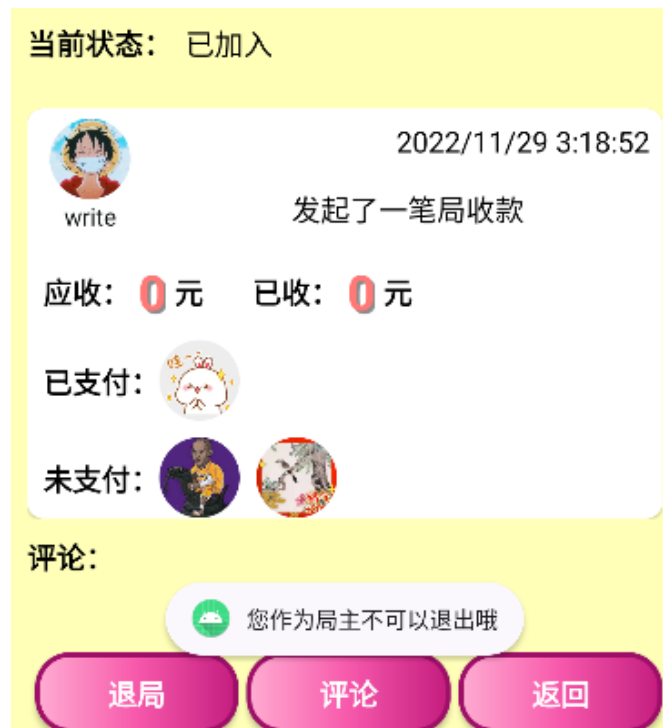 当前状态： 已加入
2022/11/29 3:18:52
write
发起了一笔局收款
应收： 0 元 已收： 0 元
已支付：
未支付：
评论：
您作为局主不可以退出哦
退局 评论 返回